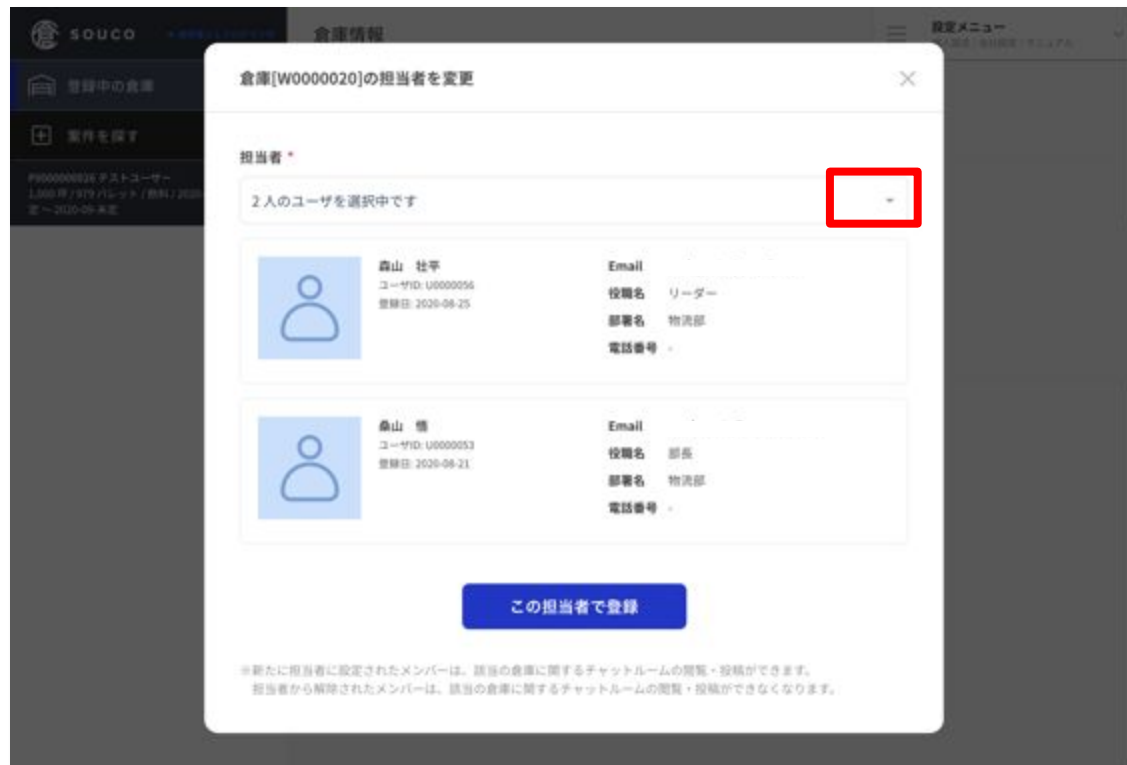 souco
倉庫情報
設定メニュー
登録中の倉庫
案件を探す
倉庫[W0000020]の担当者を変更
担当者 *
2人のユーザを選択中です
森山 壮平
ユーザID: U0000056
登録日: 2020-08-25
Email
役職名 リーダー
部署名 物流部
電話番号 -
桑山 悟
ユーザID: U0000053
登録日: 2020-08-21
Email
役職名 部長
部署名 物流部
電話番号 -
この担当者で登録
※新たに担当者に設定されたメンバーは、該当の倉庫に関するチャットルームの閲覧・投稿ができます。
担当者から解除されたメンバーは、該当の倉庫に関するチャットルームの閲覧・投稿ができなくなります。